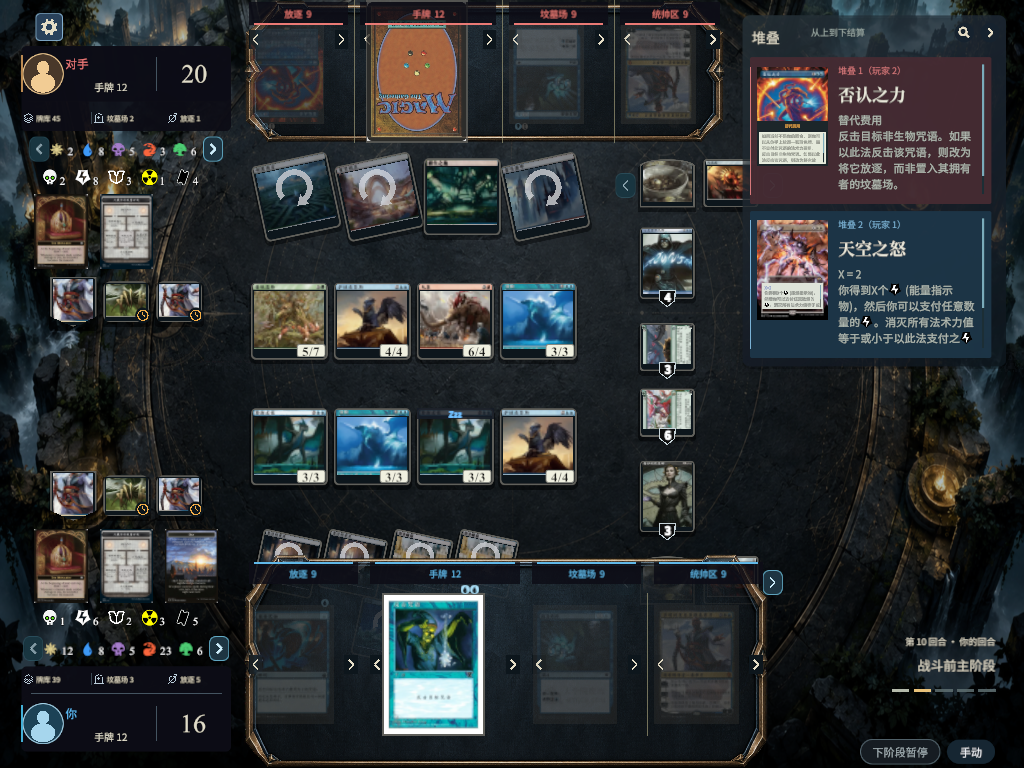 放逐 9
手牌 12
坟墓场 9
统帅区 9
对手
手牌 12
20
牌库 45
坟墓场 2
放逐 1
2
8
5
3
6
2
8
3
1
4
MAGIC
堆叠
从上到下结算
堆叠 1（玩家 2）
否认之力
替代费用
反击目标非生物咒语。如果
以此法反击该咒语，则改为
将它放逐，而非置入其拥有
者的坟墓场。
堆叠 2（玩家 1）
天空之怒
X = 2
你得到X个 (能量指示
物)，然后你可以支付任意数
量的 。消灭所有法术力值
等于或小于以此法支付之
5/7
4/4
6/4
3/3
4
3
6
3
Zzz
3/3
3/3
3/3
4/4
1
6
2
3
5
12
8
5
23
6
牌库 39
坟墓场 3
放逐 5
你
手牌 12
16
放逐 9
手牌 12
坟墓场 9
统帅区 9
第 10 回合 · 你的回合
战斗前主阶段
下阶段暂停
手动